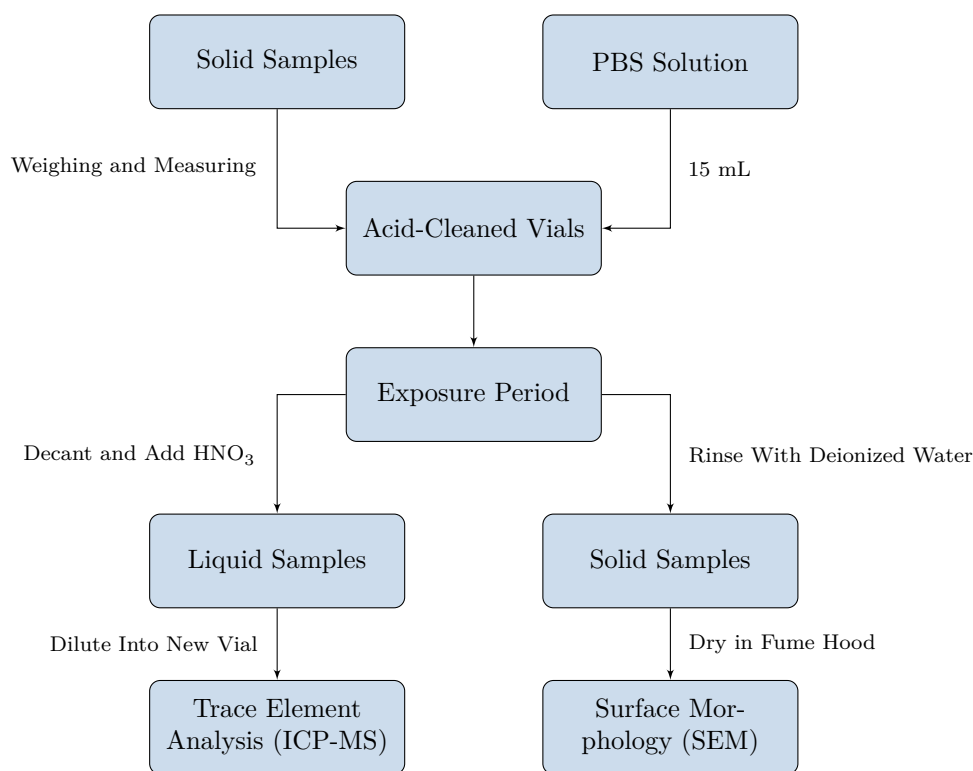 Solid Samples
PBS Solution
Weighing and Measuring
15 mL
Acid-Cleaned Vials
Exposure Period
Decant and Add HNO₃
Rinse With Deionized Water
Liquid Samples
Solid Samples
Dilute Into New Vial
Dry in Fume Hood
Trace Element
Analysis (ICP-MS)
Surface Mor-
phology (SEM)